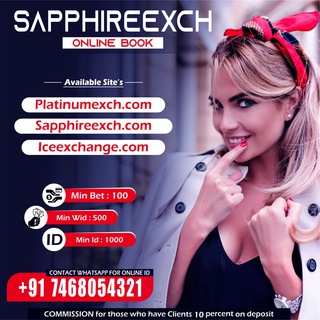 SAPPHIREEXCH
ONLINE BOOK
Available Site's
Platinumexch.com
Sapphireexch.com
Iceexchange.com
Min Bet : 100
Min Wid : 500
ID Min Id : 1000
CONTACT WHATSAPP FOR ONLINE ID
+91 7468054321
COMMISSION for those who have Clients 10 percent on deposit